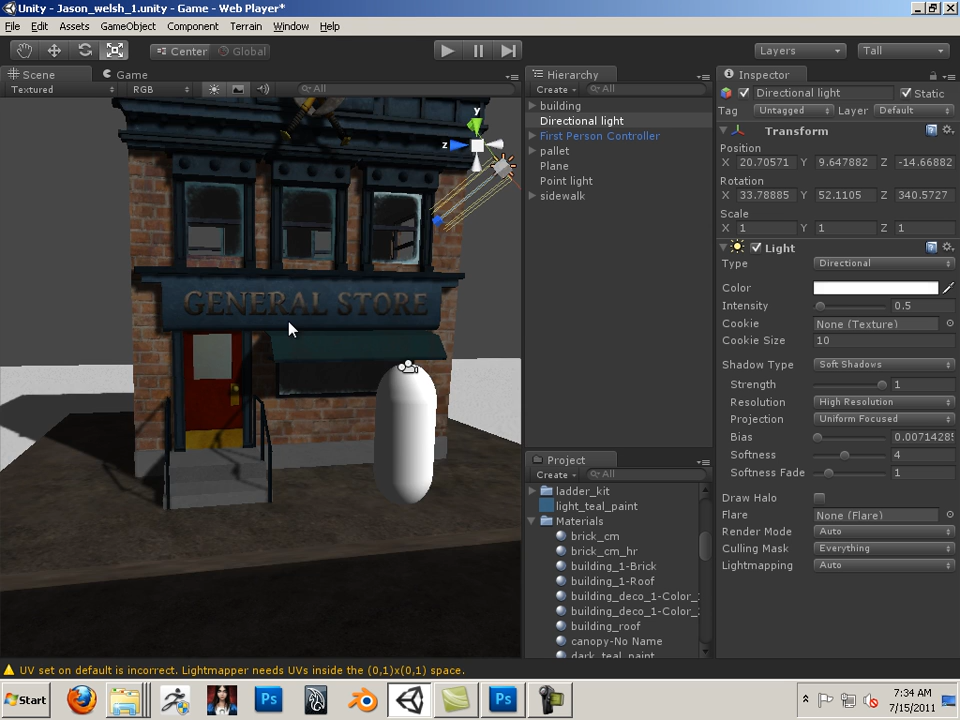 Unity - Jason_welsh_1.unity - Game - Web Player*
File Edit Assets GameObject Component Terrain Window Help
Center Global Layers Tall
Scene Game
Textured RGB All
y
z
GENERAL STORE
Hierarchy
Create All
building
Directional light
First Person Controller
pallet
Plane
Point light
sidewalk
Project
Create All
ladder_kit
light_teal_paint
Materials
brick_cm
brick_cm_hr
building_1-Brick
building_1-Roof
building_deco_1-Color_
building_deco_1-Color_
building_roof
canopy-No Name
dark_teal_paint
Inspector
Directional light Static
Tag Untagged Layer Default
Transform
Position
X 20.70571 Y 9.647882 Z -14.66882
Rotation
X 33.78885 Y 52.1105 Z 340.5727
Scale
X 1 Y 1 Z 1
Light
Type Directional
Color
Intensity 0.5
Cookie None (Texture)
Cookie Size 10
Shadow Type Soft Shadows
Strength 1
Resolution High Resolution
Projection Uniform Focused
Bias 0.0071428
Softness 4
Softness Fade 1
Draw Halo
Flare None (Flare)
Render Mode Auto
Culling Mask Everything
Lightmapping Auto
UV set on default is incorrect. Lightmapper needs UVs inside the (0,1)x(0,1) space.
Start Ps Ps
7:34 AM
7/15/2011